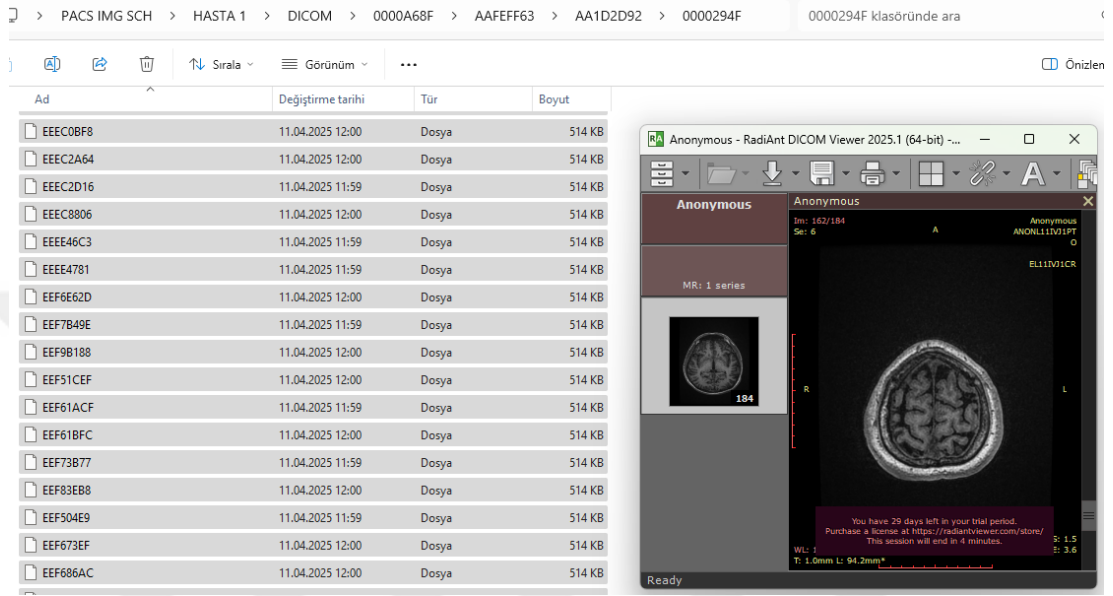 PACS IMG SCH > HASTA 1 > DICOM > 0000A68F > AAFEFF63 > AA1D2D92 > 0000294F
0000294F klasöründe ara
Sırala
Görünüm
Ad Değiştirme tarihi Tür Boyut
EEEC0BF8 11.04.2025 12:00 Dosya 514 KB
EEEC2A64 11.04.2025 12:00 Dosya 514 KB
EEEC2D16 11.04.2025 11:59 Dosya 514 KB
EEEC8806 11.04.2025 12:00 Dosya 514 KB
EEEE46C3 11.04.2025 11:59 Dosya 514 KB
EEEE4781 11.04.2025 11:59 Dosya 514 KB
EEF6E62D 11.04.2025 12:00 Dosya 514 KB
EEF7B49E 11.04.2025 11:59 Dosya 514 KB
EEF9B188 11.04.2025 12:00 Dosya 514 KB
EEF51CEF 11.04.2025 12:00 Dosya 514 KB
EEF61ACF 11.04.2025 11:59 Dosya 514 KB
EEF61BFC 11.04.2025 12:00 Dosya 514 KB
EEF73B77 11.04.2025 11:59 Dosya 514 KB
EEF83EB8 11.04.2025 12:00 Dosya 514 KB
EEF504E9 11.04.2025 11:59 Dosya 514 KB
EEF673EF 11.04.2025 12:00 Dosya 514 KB
EEF686AC 11.04.2025 12:00 Dosya 514 KB
RA Anonymous - RadiAnt DICOM Viewer 2025.1 (64-bit) -...
Anonymous
MR: 1 series
184
Anonymous
Im: 162/184
Se: 6
A
Anonymous
ANONL11IVJ1PT
O
EL11IVJ1CR
R
L
You have 29 days left in your trial period.
Purchase a license at https://radiantviewer.com/store/
This session will end in 4 minutes.
T: 1.0mm L: 94.2mm*
Ready